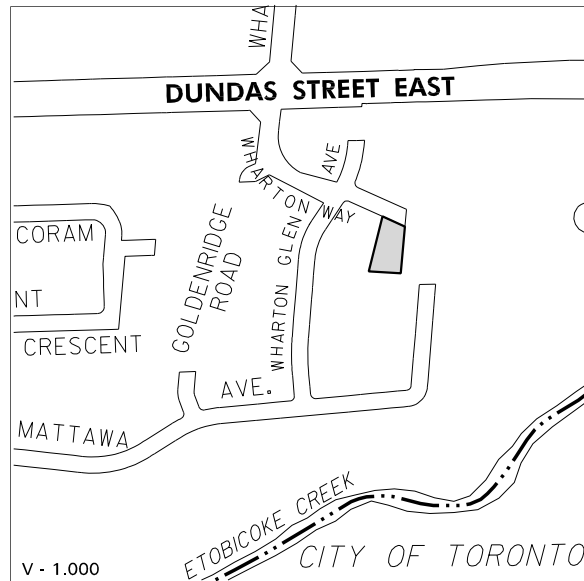 WHA
DUNDAS STREET EAST
WHARTON WAY
AVE
CORAM
GOLDENRIDGE
ROAD
WHARTON GLEN
NT
CRESCENT
AVE.
MATTAWA
ETOBICOKE CREEK
CITY OF TORONTO
V - 1.000